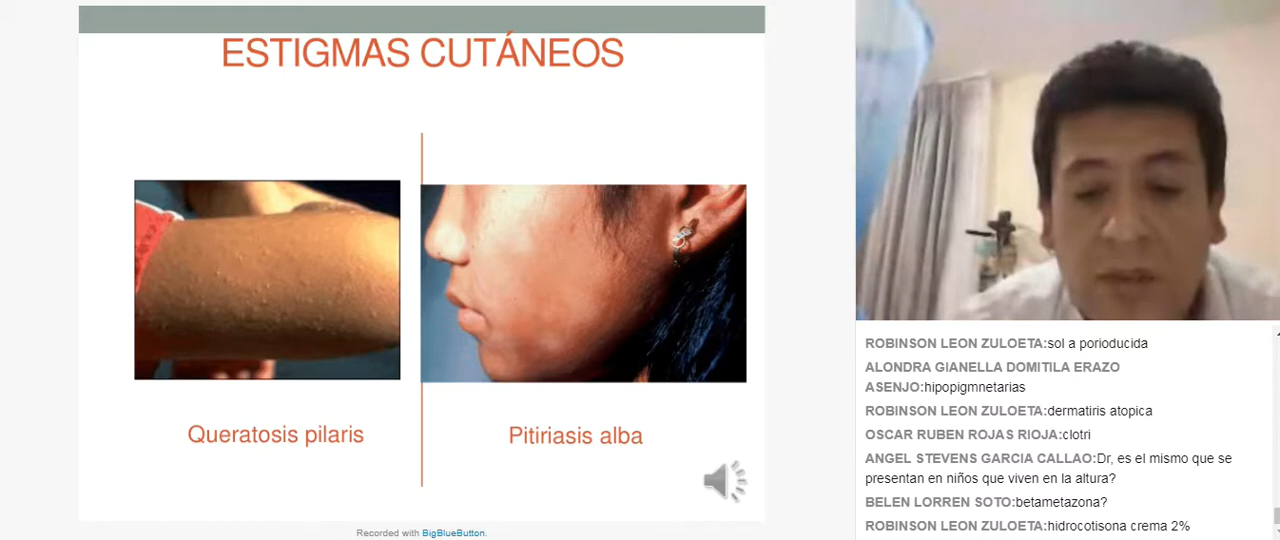 ESTIGMAS CUTÁNEOS
Queratosis pilaris
Pitiriasis alba
Recorded with BigBlueButton.
ROBINSON LEON ZULOETA:sol a porioducida
ALONDRA GIANELLA DOMITILA ERAZO
ASENJO:hipopigmnetarias
ROBINSON LEON ZULOETA:dermatiris atopica
OSCAR RUBEN ROJAS RIOJA:clotri
ANGEL STEVENS GARCIA CALLAO:Dr, es el mismo que se
presentan en niños que viven en la altura?
BELEN LORREN SOTO:betametazona?
ROBINSON LEON ZULOETA:hidrocotisona crema 2%